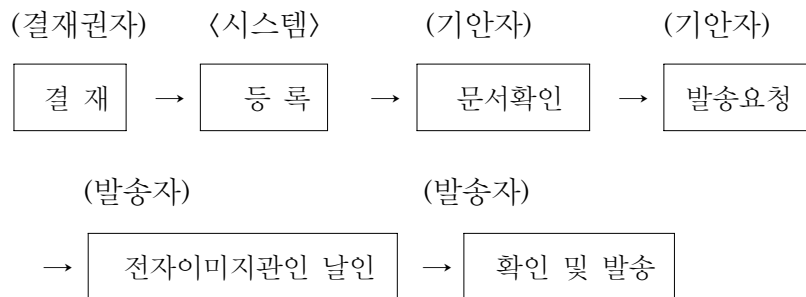 (결재권자) 〈시스템〉 (기안자) (기안자)
결 재 → 등 록 → 문서확인 → 발송요청
(발송자) (발송자)
→ 전자이미지관인 날인 → 확인 및 발송